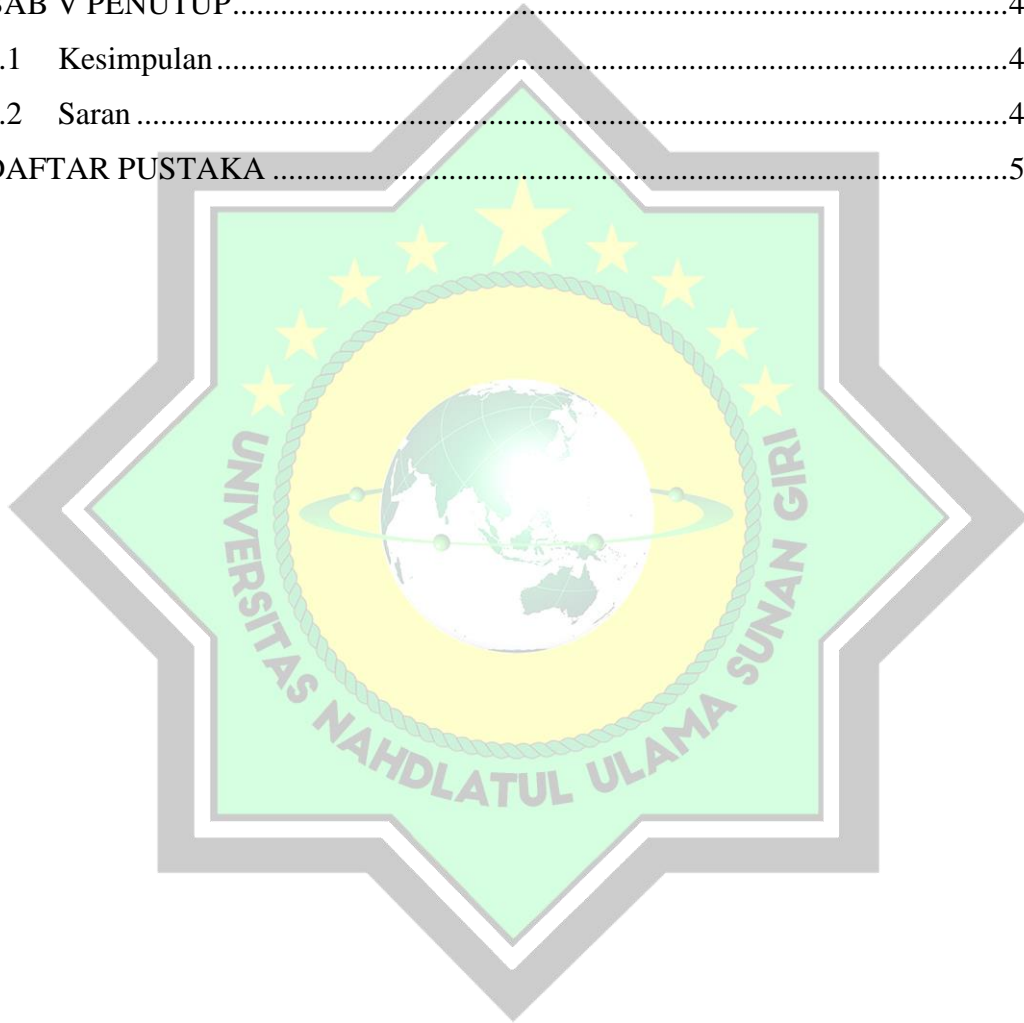 BAB V PENUTUP..........................................................................................4
.1 Kesimpulan..........................................................................................4
.2 Saran..........................................................................................4
DAFTAR PUSTAKA..........................................................................................5
UNIVERSITAS NAHDLATUL ULAMA SUNAN GIRI